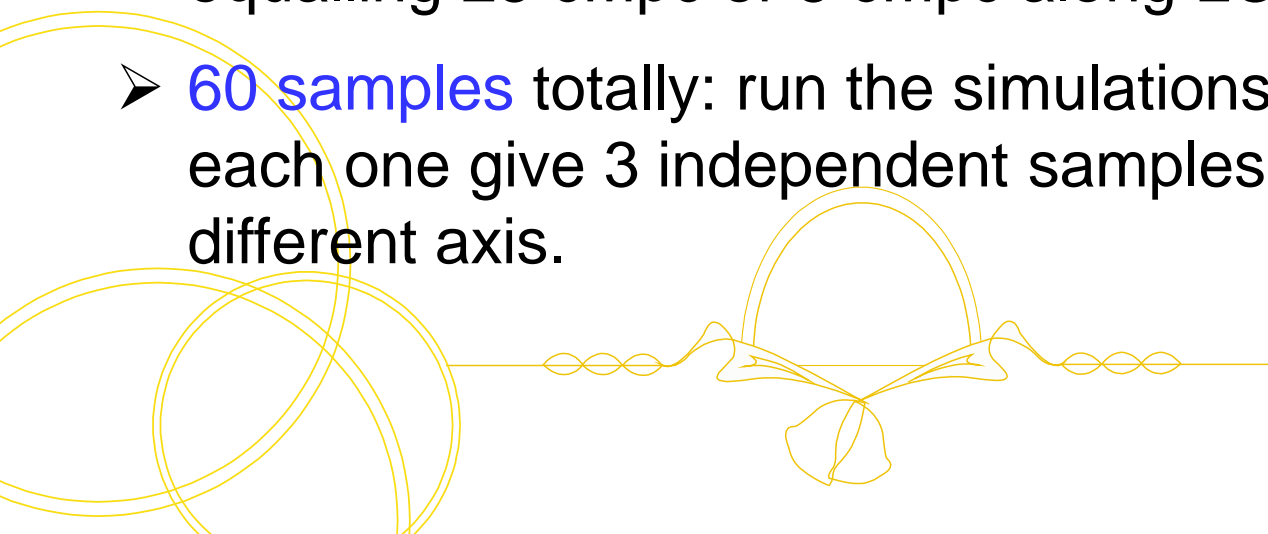 ➢ 60 samples totally: run the simulations
each one give 3 independent samples
different axis.